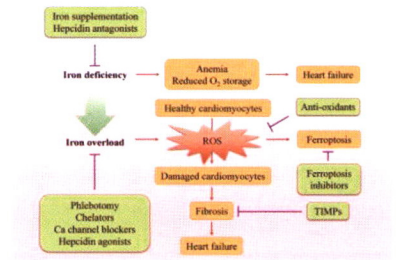 Iron supplementation
Hepcidin antagonists
Iron deficiency
Anemia
Reduced O₂ storage
Heart failure
Healthy cardiomyocytes
Anti-oxidants
Iron overload
ROS
Ferroptosis
Damaged cardiomyocytes
Ferroptosis
inhibitors
Phlebotomy
Chelators
Ca channel blockers
Hepcidin agonists
Fibrosis
TIMPs
Heart failure